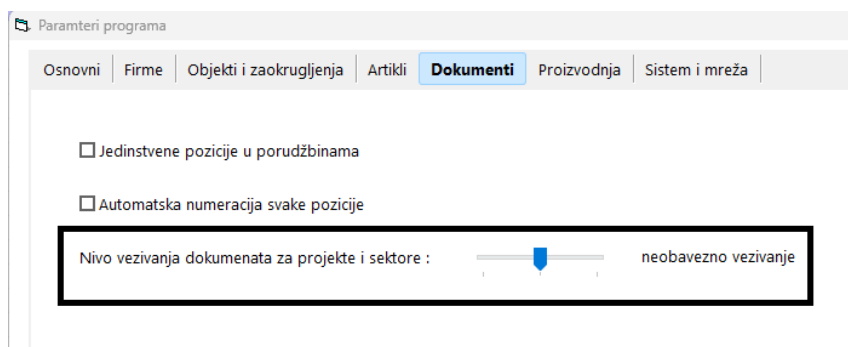 Paramteri programa
Osnovni Firme Objekti i zaokrugljenja Artikli Dokumenti Proizvodnja Sistem i mreža
Jedinstvene pozicije u porudžbinama
Automatska numeracija svake pozicije
Nivo vezivanja dokumenata za projekte i sektore : neobavezno vezivanje